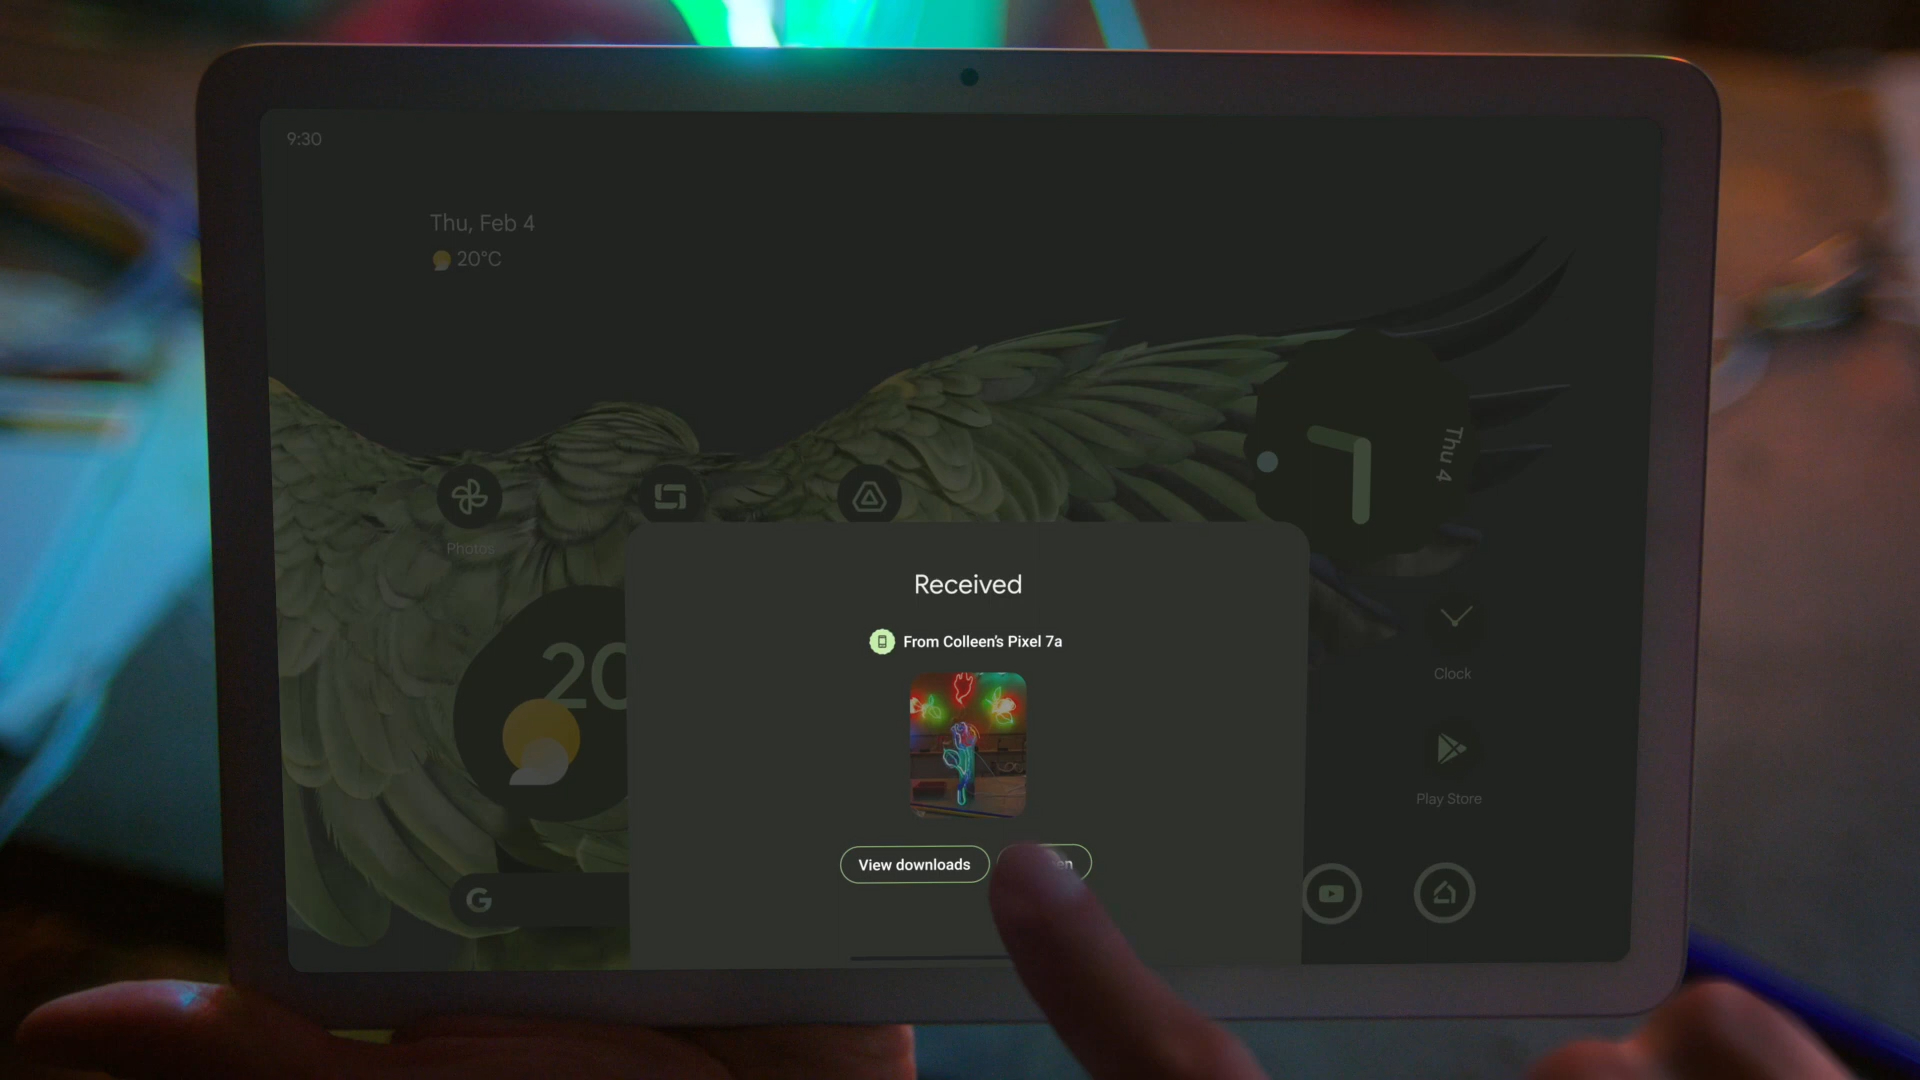 9:30
Thu, Feb 4
20°C
Thu 4
Photos
Received
From Colleen's Pixel 7a
20
Clock
Play Store
View downloads
G